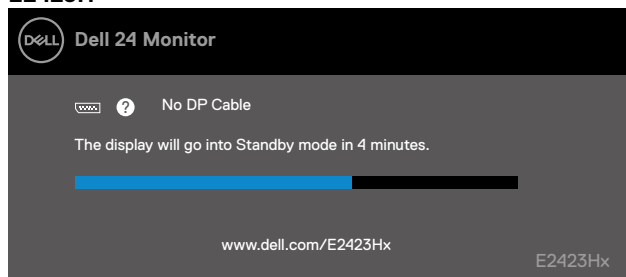 DELL Dell 24 Monitor
? No DP Cable
The display will go into Standby mode in 4 minutes.
www.dell.com/E2423Hx
E2423Hx